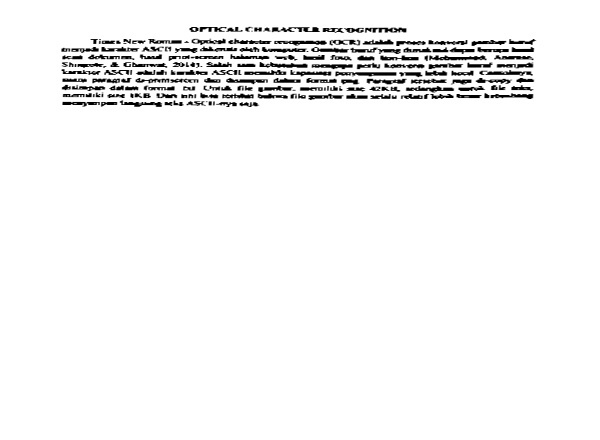 OPTICAL CHARACTER RECOGNITION
Times New Roman - Optical character recognition (OCR) adalah proses konversi gambar huruf
menjadi karakter ASCII yang dikenali oleh komputer. Gambar huruf yang dimaksud dapat berupa hasil
scan dokumen, hasil print-screen halaman web, hasil foto, dan lain-lain (Mohammed, Anarase,
Shingote, & Ghanwat, 2014). Salah satu kebutuhan mengapa perlu konversi gambar huruf menjadi
karakter ASCII adalah karakter ASCII memiliki kapasitas penyimpanan yang lebih kecil. Contohnya,
suatu paragraf di-printscreen dan disimpan dalam format png. Paragraf tersebut juga di-copy dan
disimpan dalam format txt. Untuk file gambar, memiliki size 42KB, sedangkan untuk file teks,
memiliki size 1KB. Dari sini bisa terlihat bahwa file gambar akan selalu relatif lebih besar ketimbang
menyimpan langsung teks ASCII-nya saja.